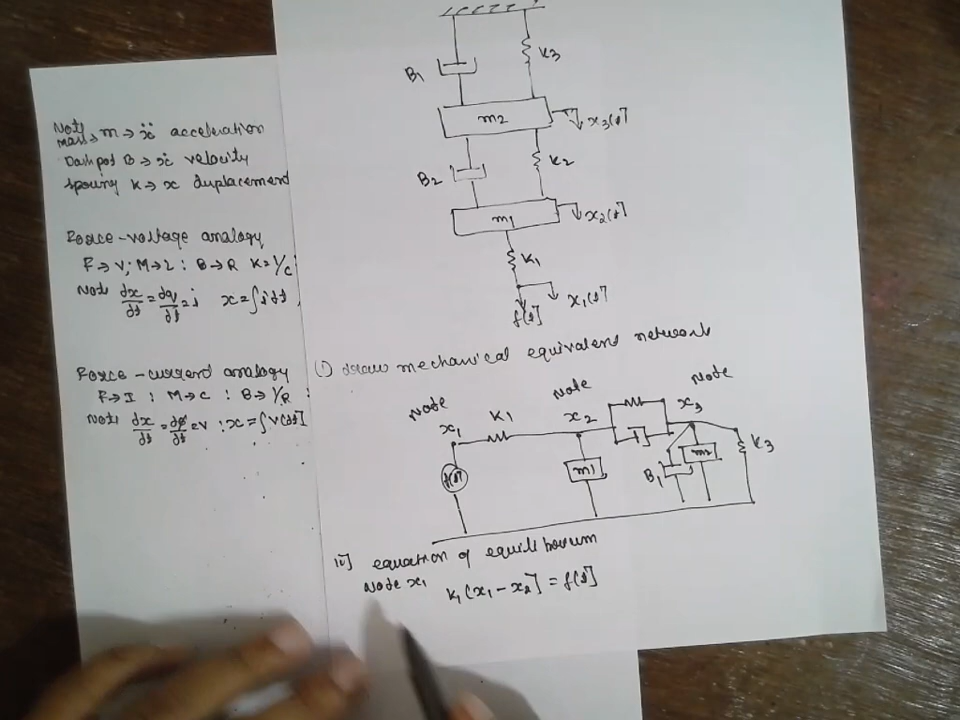 Note
mass, m → ẍ acceleration
Dashpod B → ẋ velocity
Spring K → x displacement
Force-voltage analogy
F → V; M → L : B → R K = 1/C
Note dx/dt = dq/dt = i x = ∫i dt
Force-current analogy
F → I : M → C : B → 1/R :
Note dx/dt = dφ/dt = v : x = ∫v(dt)
B1
K3
m2
x3(t)
B2
K2
m1
x2(t)
K1
x1(t)
f(t)
(i) draw mechanical equivalent network
Node
x1
K1
Node
x2
Node
x3
f(t)
m1
B1
m2
K3
ii) equation of equilibrium
Node x1 K1(x1 - x2) = f(t)